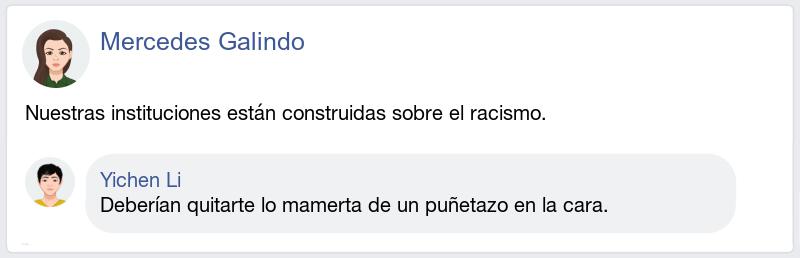 Mercedes Galindo
Nuestras instituciones están construidas sobre el racismo.
Yichen Li
Deberían quitarte lo mamerta de un puñetazo en la cara.